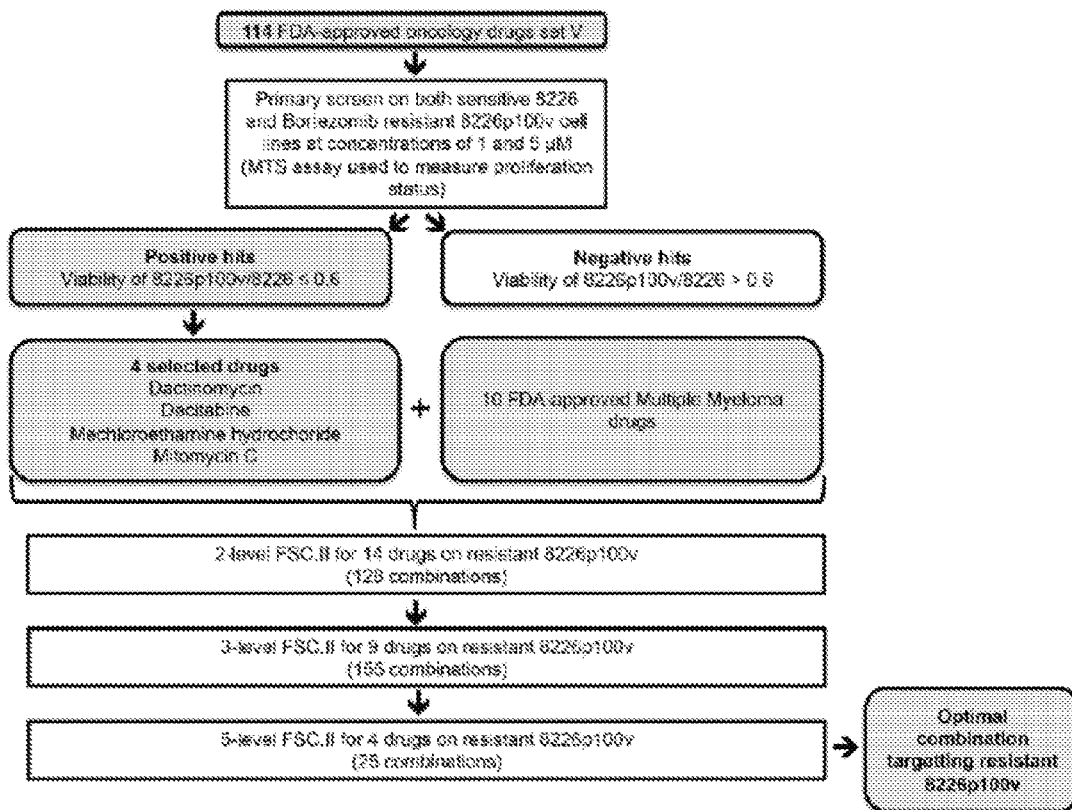 114 FDA-approved oncology drugs set V
Primary screen on both sensitive 8226
and Bortezomib resistant 8226p100v cell
lines at concentrations of 1 and 5 µM
(MTS assay used to measure proliferation
status)
Positive hits
Viability of 8226p100v/8226 ≤ 0.6
Negative hits
Viability of 8226p100v/8226 > 0.6
4 selected drugs
Dactinomycin
Decitabine
Mechloroethamine hydrochoride
Mitomycin C
+
10 FDA-approved Multiple Myeloma
drugs
2-level FSC.II for 14 drugs on resistant 8226p100v
(128 combinations)
3-level FSC.II for 9 drugs on resistant 8226p100v
(155 combinations)
5-level FSC.II for 4 drugs on resistant 8226p100v
(25 combinations)
Optimal
combination
targetting resistant
8226p100v